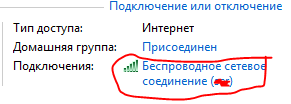 Подключение или отключение
Тип доступа: Интернет
Домашняя группа: Присоединен
Подключения: Беспроводное сетевое
соединение ( )